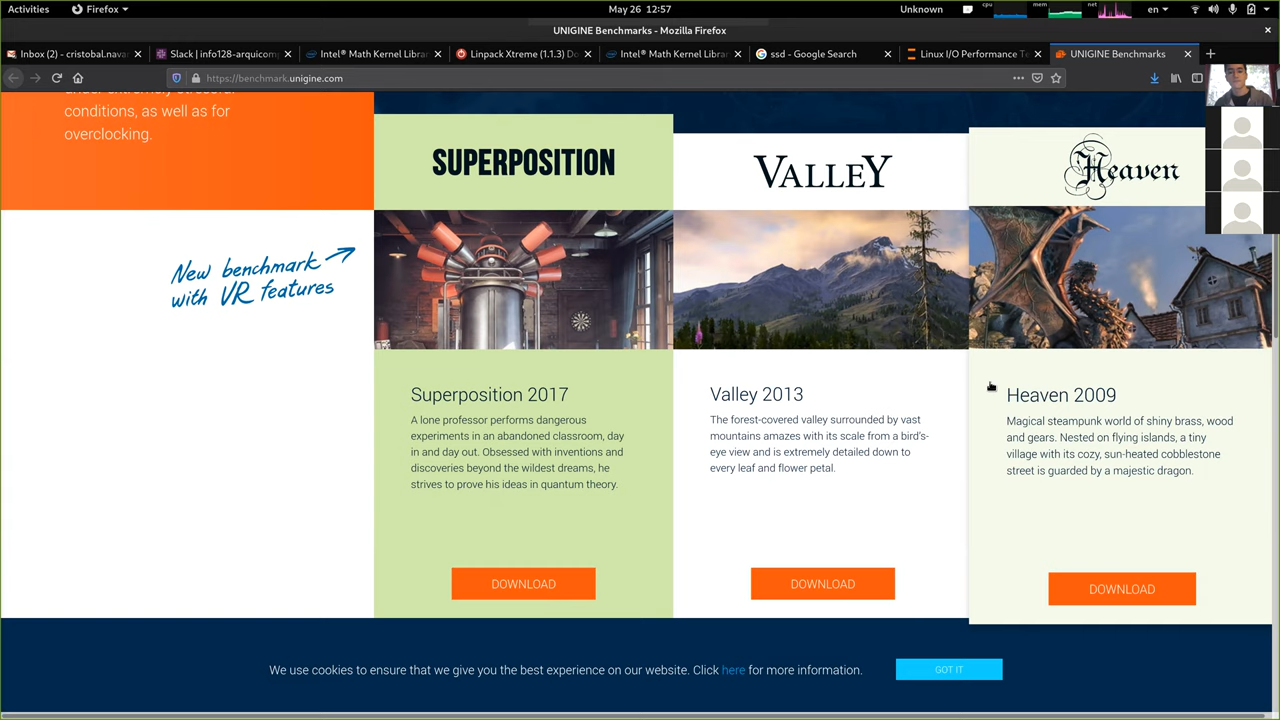 Activities
Firefox
May 26 12:57
Unknown
cpu
mem
net
en
UNIGINE Benchmarks - Mozilla Firefox
Inbox (2) - cristobal.nava
Slack | info128-arquicomp
Intel® Math Kernel Libra
Linpack Xtreme (1.1.3) Do
Intel® Math Kernel Libra
ssd - Google Search
Linux I/O Performance Te
UNIGINE Benchmarks
https://benchmark.unigine.com
conditions, as well as for
overclocking.
SUPERPOSITION
VALLEY
Heaven
New benchmark
with VR features
Superposition 2017
A lone professor performs dangerous
experiments in an abandoned classroom, day
in and day out. Obsessed with inventions and
discoveries beyond the wildest dreams, he
strives to prove his ideas in quantum theory.
DOWNLOAD
Valley 2013
The forest-covered valley surrounded by vast
mountains amazes with its scale from a bird's-
eye view and is extremely detailed down to
every leaf and flower petal.
DOWNLOAD
Heaven 2009
Magical steampunk world of shiny brass, wood
and gears. Nested on flying islands, a tiny
village with its cozy, sun-heated cobblestone
street is guarded by a majestic dragon.
DOWNLOAD
We use cookies to ensure that we give you the best experience on our website. Click here for more information.
GOT IT